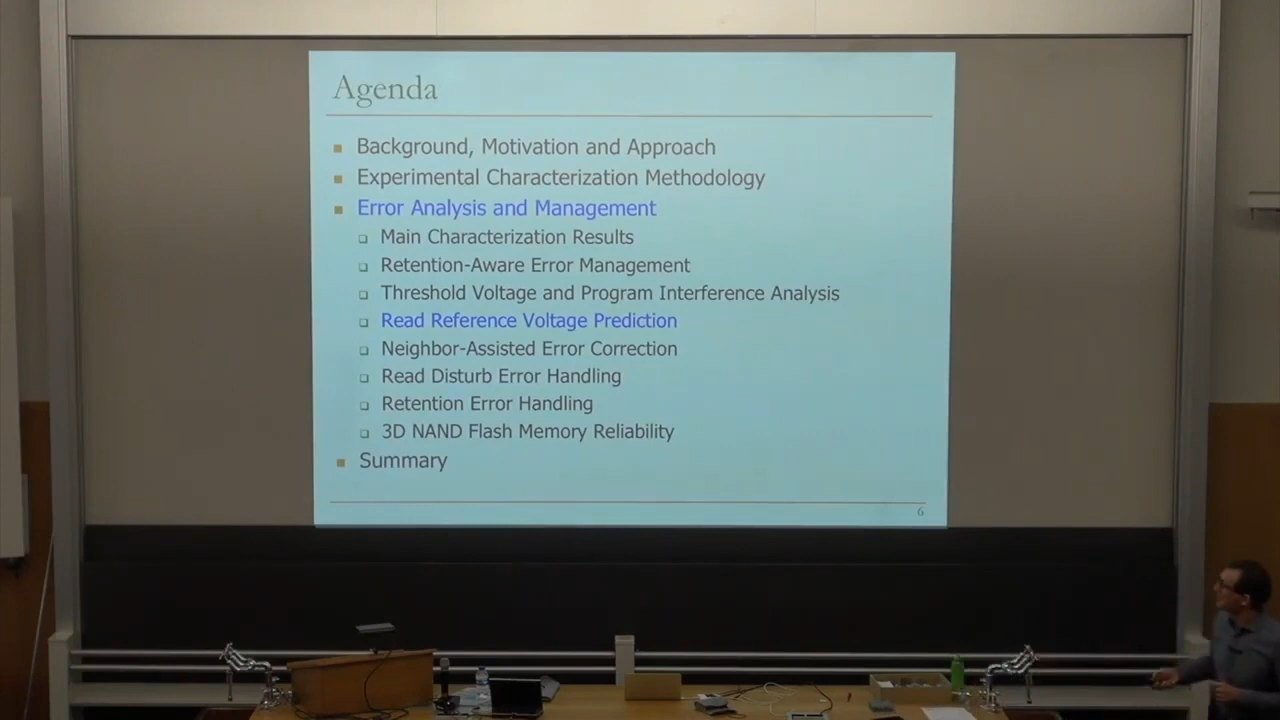 Agenda
Background, Motivation and Approach
Experimental Characterization Methodology
Error Analysis and Management
Main Characterization Results
Retention-Aware Error Management
Threshold Voltage and Program Interference Analysis
Read Reference Voltage Prediction
Neighbor-Assisted Error Correction
Read Disturb Error Handling
Retention Error Handling
3D NAND Flash Memory Reliability
Summary
6